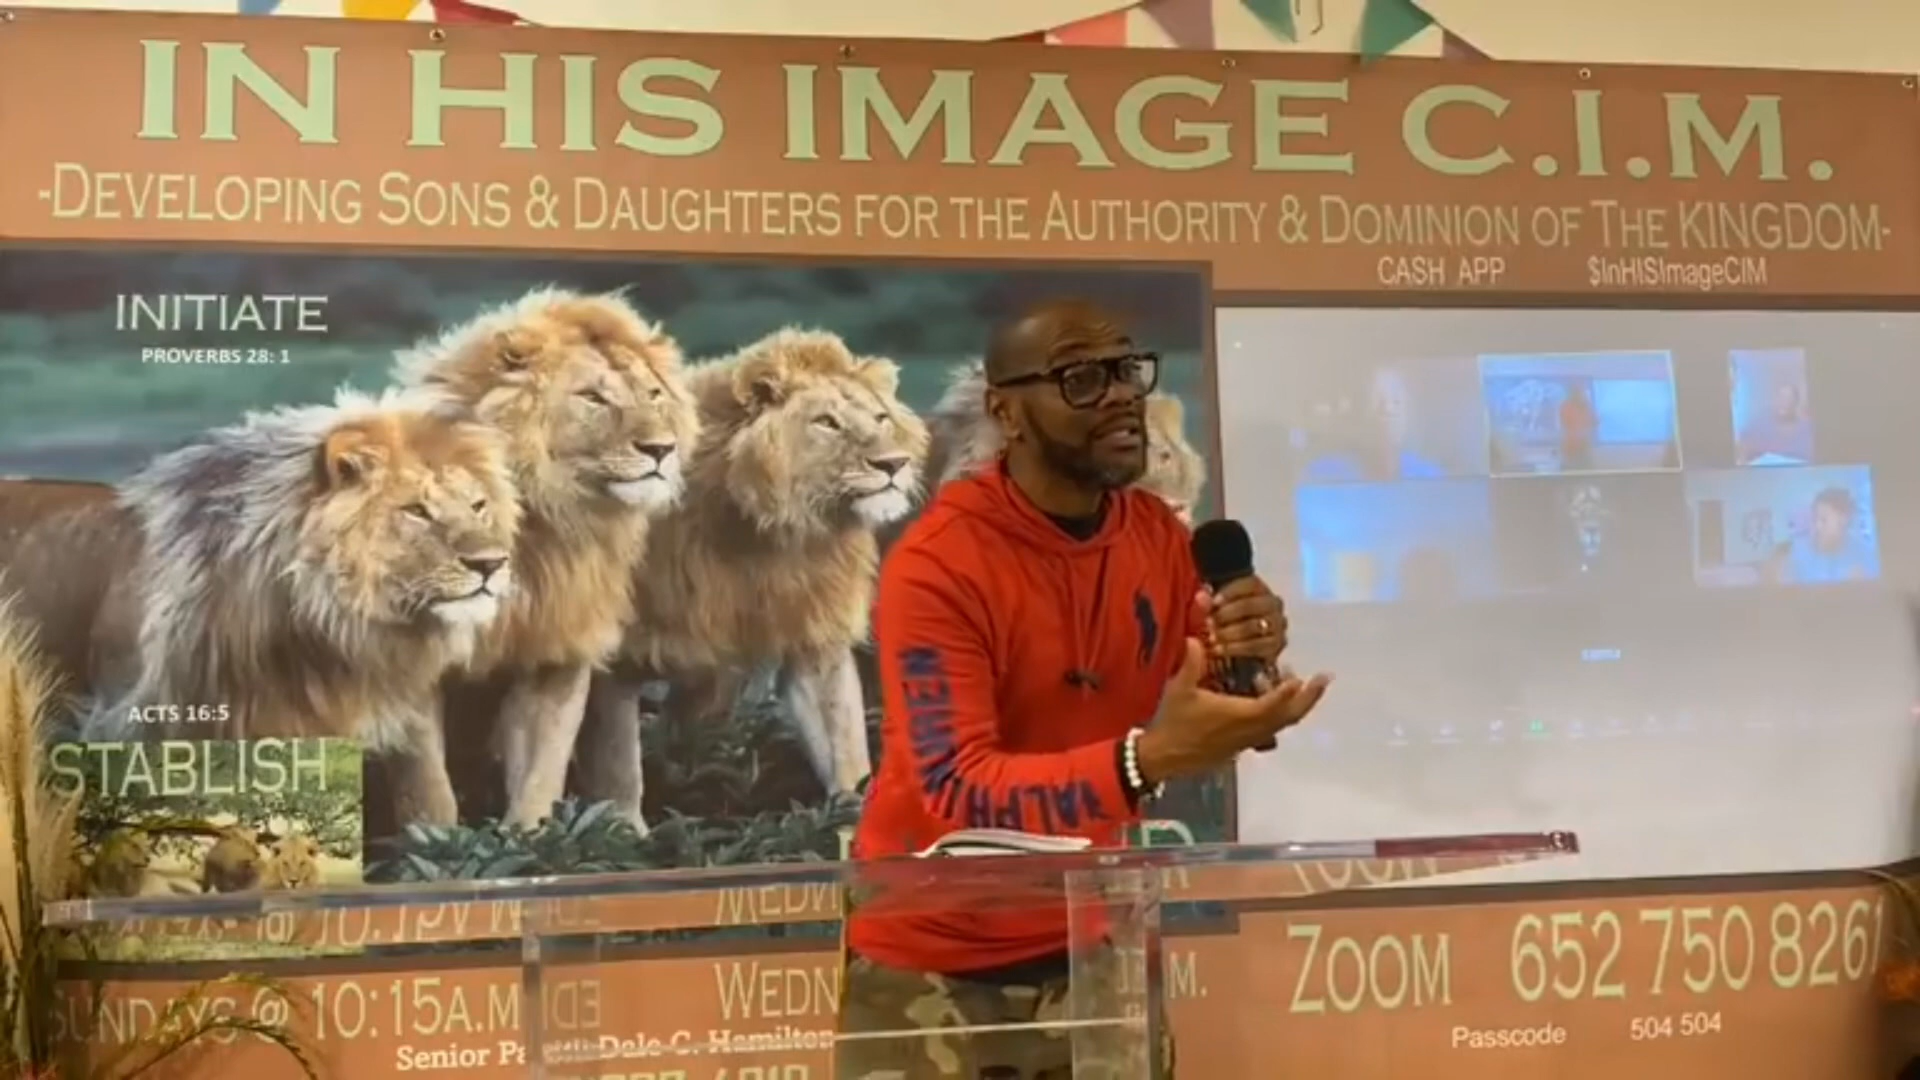 IN HIS IMAGE C.I.M.
-DEVELOPING SONS & DAUGHTERS FOR THE AUTHORITY & DOMINION OF THE KINGDOM-
CASH APP $InHISImageCIM
INITIATE
PROVERBS 28: 1
RALPH LAUREN
ACTS 16:5
STABLISH
SUNDAYS @ 10:15A.M
WEDN
M.
ZOOM 652 750 8261
Passcode 504 504
Senior Pa
Dale C. Hamilton